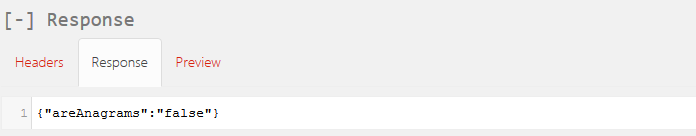 [-] Response
Headers Response Preview
1 {"areAnagrams":"false"}